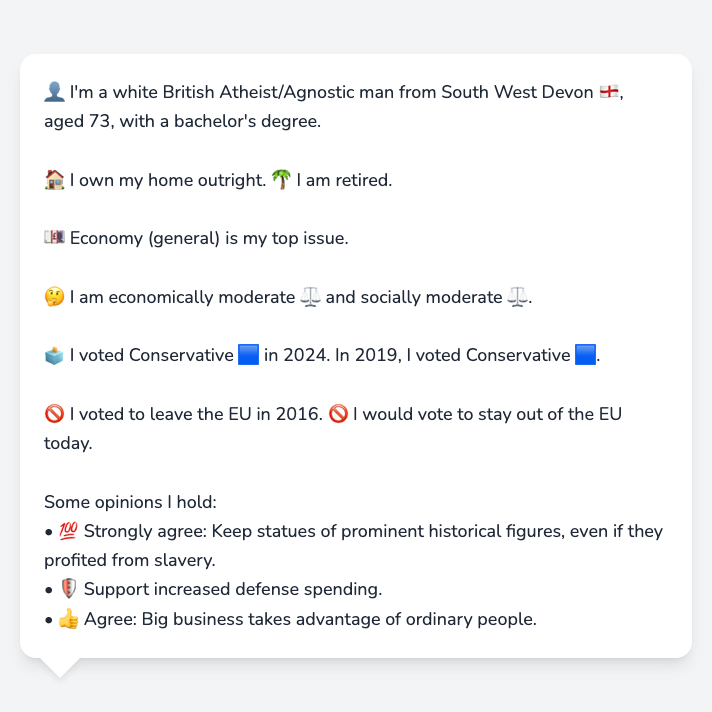 👤 I'm a white British Atheist/Agnostic man from South West Devon 🏴󠁧󠁢󠁥󠁮󠁧󠁿,
aged 73, with a bachelor's degree.
🏠 I own my home outright. 🌴 I am retired.
💷 Economy (general) is my top issue.
🤔 I am economically moderate ⚖️ and socially moderate ⚖️.
🗳️ I voted Conservative 🟦 in 2024. In 2019, I voted Conservative 🟦.
🚫 I voted to leave the EU in 2016. 🚫 I would vote to stay out of the EU
today.
Some opinions I hold:
• 💯 Strongly agree: Keep statues of prominent historical figures, even if they
profited from slavery.
• 🛡️ Support increased defense spending.
• 👍 Agree: Big business takes advantage of ordinary people.